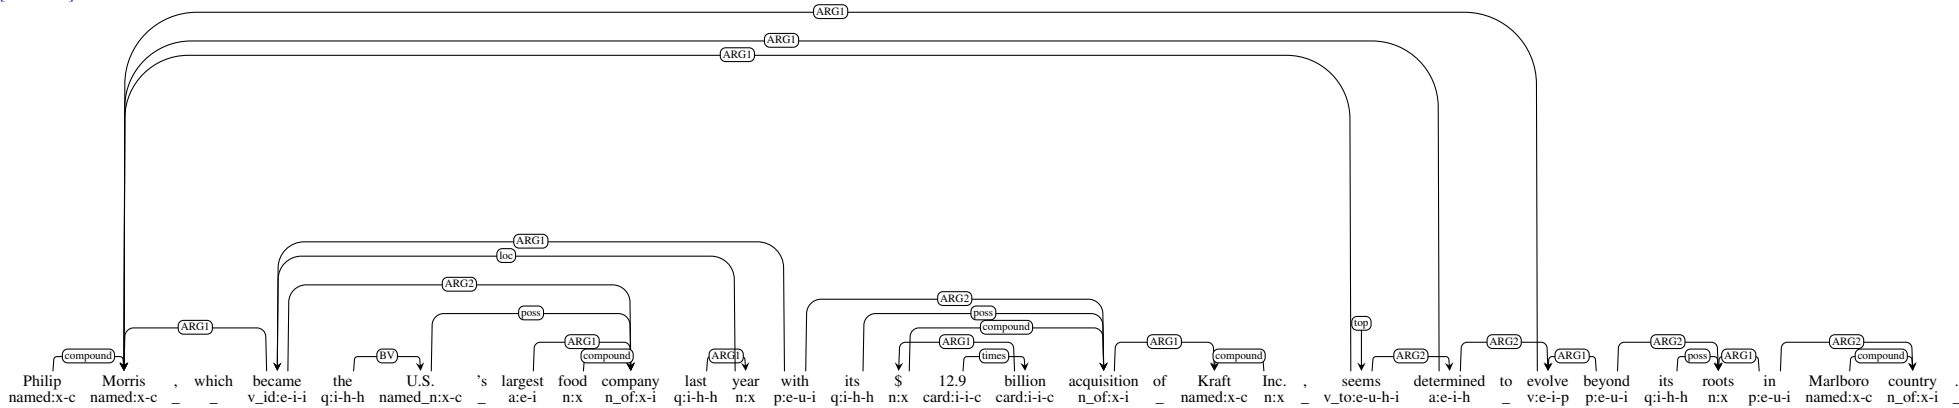 ARG1
ARG1
ARG1
ARG1
loc
ARG2
ARG2
poss poss
ARG1 compound top
ARG1 ARG1 ARG1 ARG2 ARG2 ARG2 ARG2
compound BV compound ARG1 times compound ARG1 poss ARG1 compound
Philip Morris , which became the U.S. 's largest food company last year with its $ 12.9 billion acquisition of Kraft Inc. , seems determined to evolve beyond its roots in Marlboro country .
named:x-c named:x-c _ _ v_id:e-i-i q:i-h-h named_n:x-c _ a:e-i n:x n_of:x-i q:i-h-h n:x p:e-u-i q:i-h-h n:x card:i-i-c card:i-i-c n_of:x-i _ named:x-c n:x _ v_to:e-u-h-i a:e-i-h _ v:e-i-p p:e-u-i q:i-h-h n:x p:e-u-i named:x-c n_of:x-i _